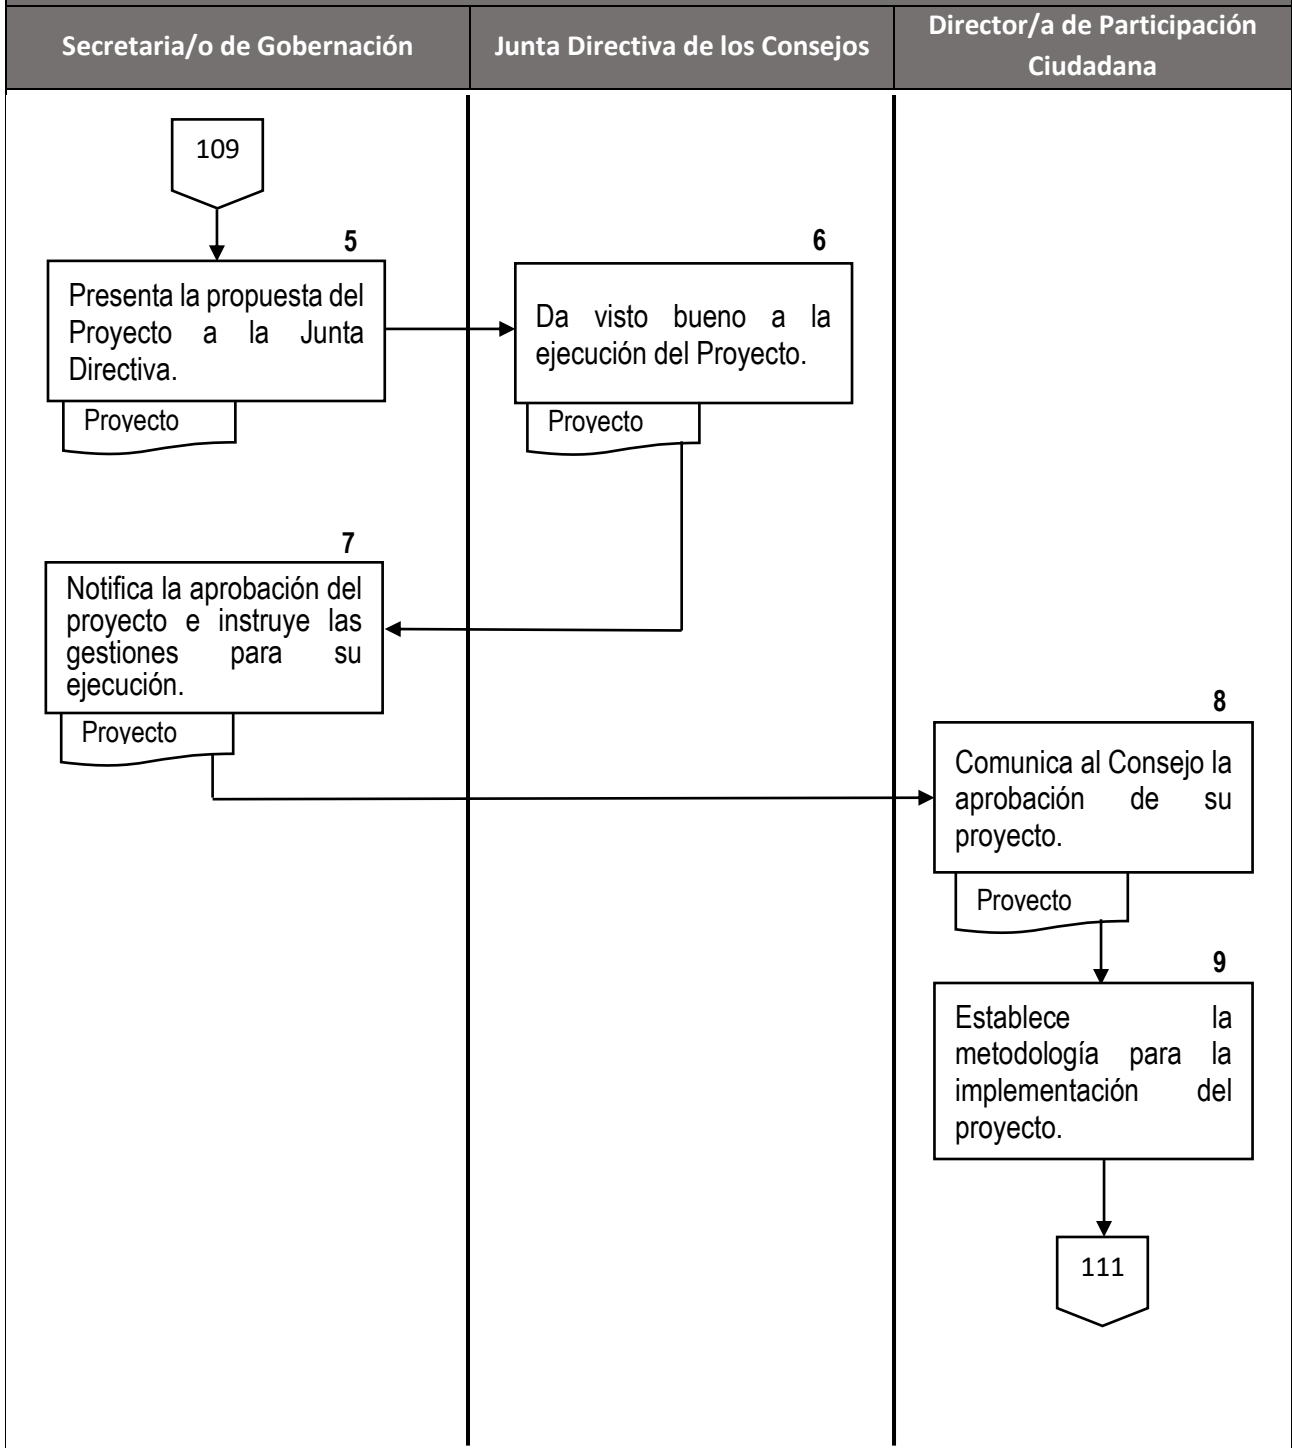 Secretaria/o de Gobernación
Junta Directiva de los Consejos
Director/a de Participación
Ciudadana
109
5
Presenta la propuesta del
Proyecto a la Junta
Directiva.
Proyecto
6
Da visto bueno a la
ejecución del Proyecto.
Proyecto
7
Notifica la aprobación del
proyecto e instruye las
gestiones para su
ejecución.
Proyecto
8
Comunica al Consejo la
aprobación de su
proyecto.
Proyecto
9
Establece la
metodología para la
implementación del
proyecto.
111